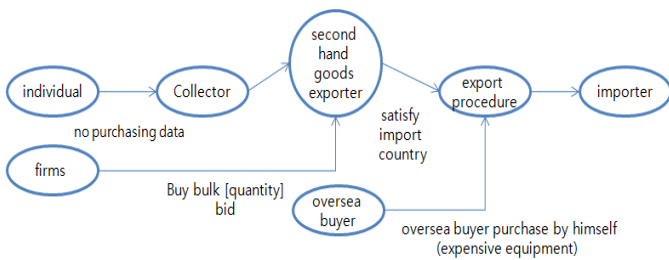 second
hand
goods
exporter
individual
Collector
export
procedure
importer
no purchasing data
satisfy
import
country
firms
Buy bulk [quantity]
bid
oversea
buyer
oversea buyer purchase by himself
(expensive equipment)